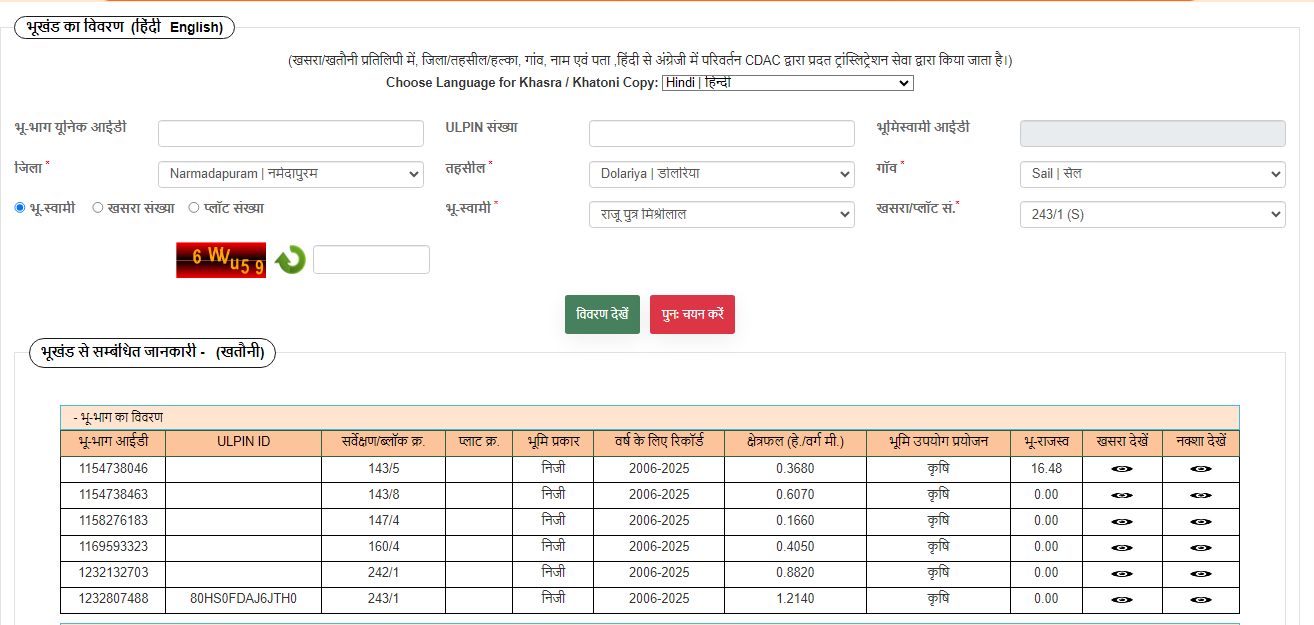 भूखंड का विवरण (हिंदी English)
(खसरा/खतौनी प्रतिलिपी में, जिला/तहसील/हल्का, गांव, नाम एवं पता ,हिंदी से अंग्रेजी में परिवर्तन CDAC द्वारा प्रदत ट्रांस्लिट्रेशन सेवा द्वारा किया जाता है।)
Choose Language for Khasra / Khatoni Copy: Hindi | हिन्दी
भू-भाग यूनिक आईडी ULPIN संख्या भूमिस्वामी आईडी
जिला * Narmadapuram | नर्मदापुरम तहसील * Dolariya | डोलरिया गाँव * Sail | सेल
भू-स्वामी खसरा संख्या प्लॉट संख्या भू-स्वामी * राजू पुत्र मिश्रीलाल खसरा/प्लॉट सं.* 243/1 (S)
6 W u 5 9
विवरण देखें पुनः चयन करें
भूखंड से सम्बंधित जानकारी - (खतौनी)
- भू-भाग का विवरण
भू-भाग आईडी ULPIN ID सर्वेक्षण/ब्लॉक क्र. प्लाट क्र. भूमि प्रकार वर्ष के लिए रिकॉर्ड क्षेत्रफल (हे./वर्ग मी.) भूमि उपयोग प्रयोजन भू-राजस्व खसरा देखें नक्शा देखें
1154738046 143/5 निजी 2006-2025 0.3680 कृषि 16.48
1154738463 143/8 निजी 2006-2025 0.6070 कृषि 0.00
1158276183 147/4 निजी 2006-2025 0.1660 कृषि 0.00
1169593323 160/4 निजी 2006-2025 0.4050 कृषि 0.00
1232132703 242/1 निजी 2006-2025 0.8820 कृषि 0.00
1232807488 80HS0FDAJ6JTH0 243/1 निजी 2006-2025 1.2140 कृषि 0.00